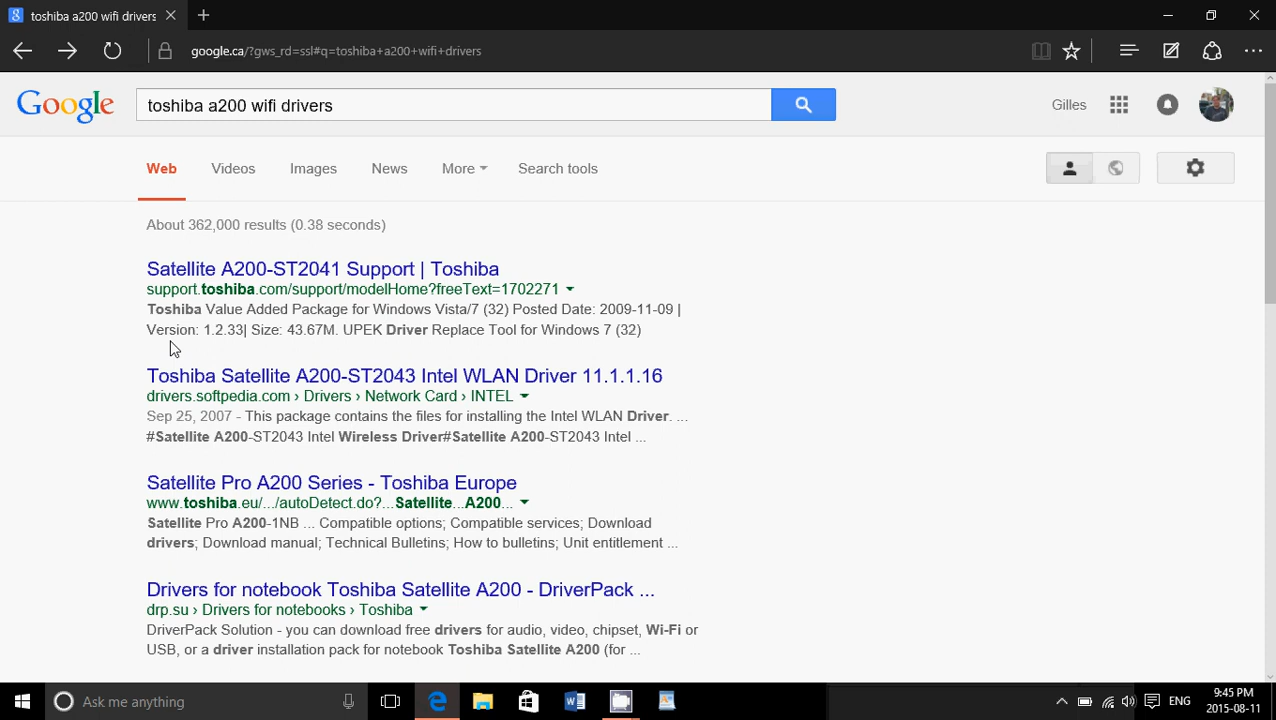 toshiba a200 wifi drivers
google.ca/?gws_rd=ssl#q=toshiba+a200+wifi+drivers
Google
toshiba a200 wifi drivers
Gilles
Web
Videos
Images
News
More
Search tools
About 362,000 results (0.38 seconds)
Satellite A200-ST2041 Support | Toshiba
support.toshiba.com/support/modelHome?freeText=1702271
Toshiba Value Added Package for Windows Vista/7 (32) Posted Date: 2009-11-09 |
Version: 1.2.33| Size: 43.67M. UPEK Driver Replace Tool for Windows 7 (32)
Toshiba Satellite A200-ST2043 Intel WLAN Driver 11.1.1.16
drivers.softpedia.com › Drivers › Network Card › INTEL
Sep 25, 2007 - This package contains the files for installing the Intel WLAN Driver. ...
#Satellite A200-ST2043 Intel Wireless Driver#Satellite A200-ST2043 Intel ...
Satellite Pro A200 Series - Toshiba Europe
www.toshiba.eu/.../autoDetect.do?...Satellite...A200...
Satellite Pro A200-1NB ... Compatible options; Compatible services; Download
drivers; Download manual; Technical Bulletins; How to bulletins; Unit entitlement ...
Drivers for notebook Toshiba Satellite A200 - DriverPack ...
drp.su › Drivers for notebooks › Toshiba
DriverPack Solution - you can download free drivers for audio, video, chipset, Wi-Fi or
USB, or a driver installation pack for notebook Toshiba Satellite A200 (for ...
Ask me anything
ENG
9:45 PM
2015-08-11